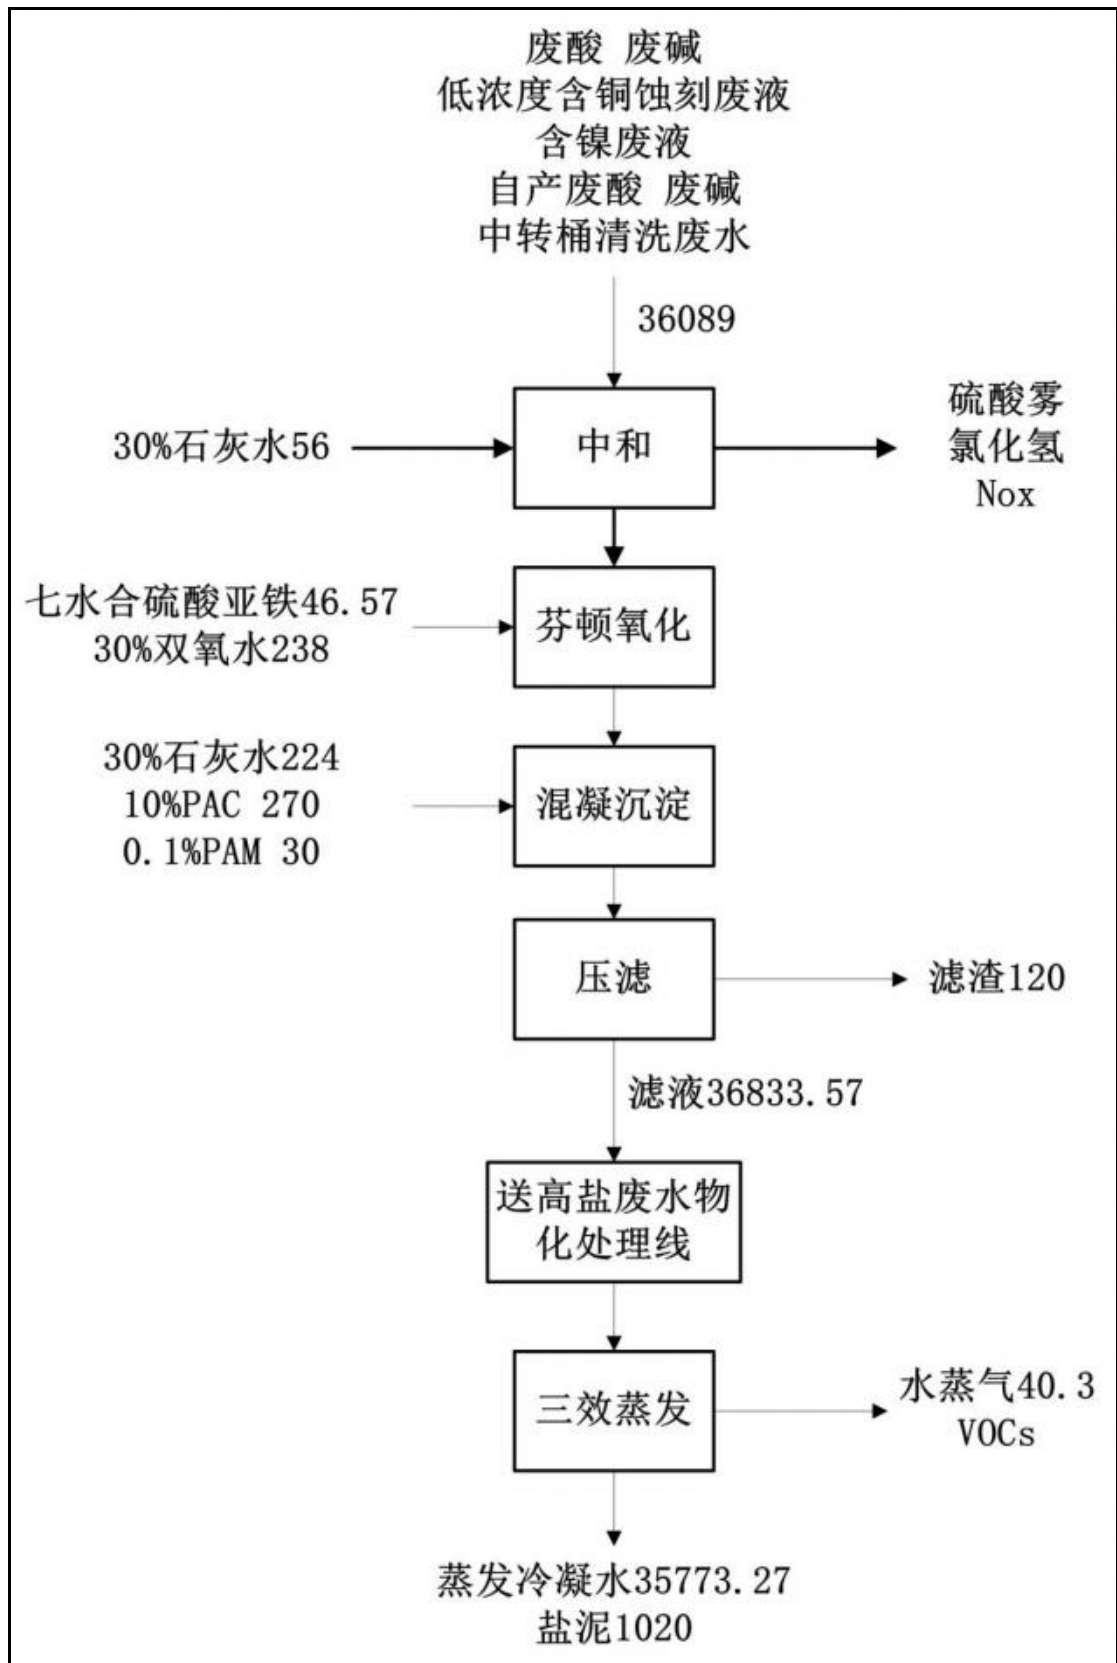 废酸 废碱
低浓度含铜蚀刻废液
含镍废液
自产废酸 废碱
中转桶清洗废水
36089
30%石灰水56
中和
硫酸雾
氯化氢
Nox
七水合硫酸亚铁46.57
30%双氧水238
芬顿氧化
30%石灰水224
10%PAC 270
0.1%PAM 30
混凝沉淀
压滤
滤渣120
滤液36833.57
送高盐废水物
化处理线
三效蒸发
水蒸气40.3
VOCs
蒸发冷凝水35773.27
盐泥1020